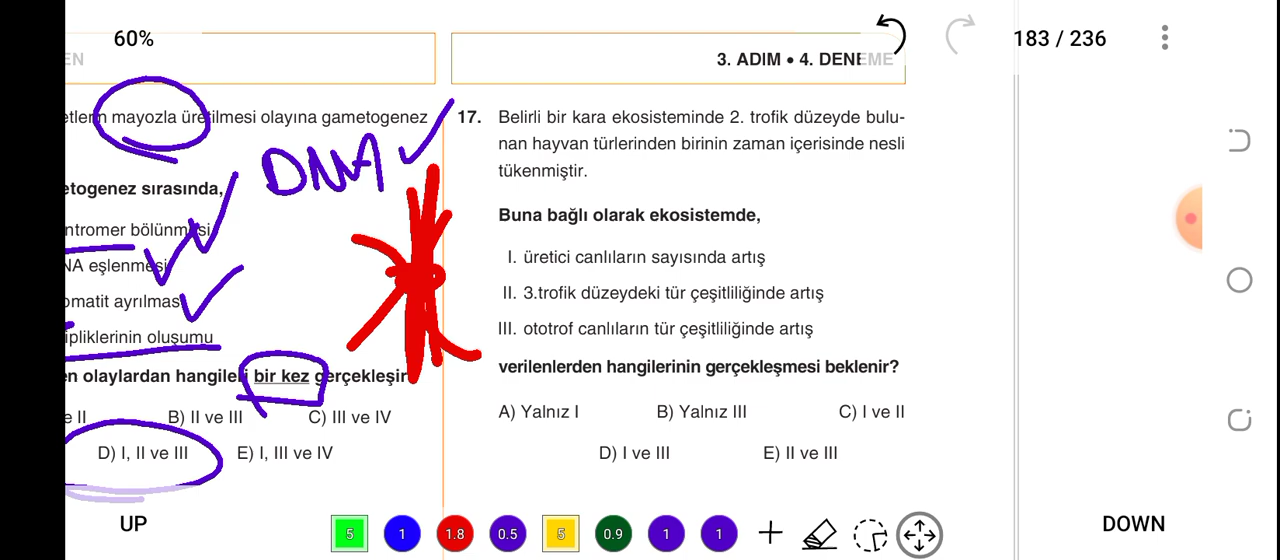 60%
183 / 236
EN
3. ADIM • 4. DENEME
etlerin mayozla üretilmesi olayına gametogenez
DNA
etogenez sırasında,
ntromer bölünmesi
NA eşlenmesi
omatit ayrılması
ipliklerinin oluşumu
en olaylardan hangileri bir kez gerçekleşir
e II B) II ve III C) III ve IV
D) I, II ve III E) I, III ve IV
17. Belirli bir kara ekosisteminde 2. trofik düzeyde bulu-
nan hayvan türlerinden birinin zaman içerisinde nesli
tükenmiştir.
Buna bağlı olarak ekosistemde,
I. üretici canlıların sayısında artış
II. 3.trofik düzeydeki tür çeşitliliğinde artış
III. ototrof canlıların tür çeşitliliğinde artış
verilenlerden hangilerinin gerçekleşmesi beklenir?
A) Yalnız I B) Yalnız III C) I ve II
D) I ve III E) II ve III
UP
5 1 1.8 0.5 5 0.9 1 1
DOWN